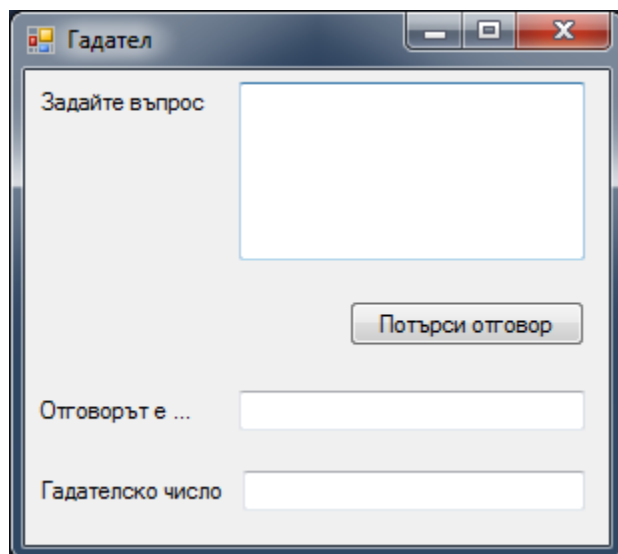 Гадател
Задайте въпрос
Потърси отговор
Отговорът е ...
Гадателско число